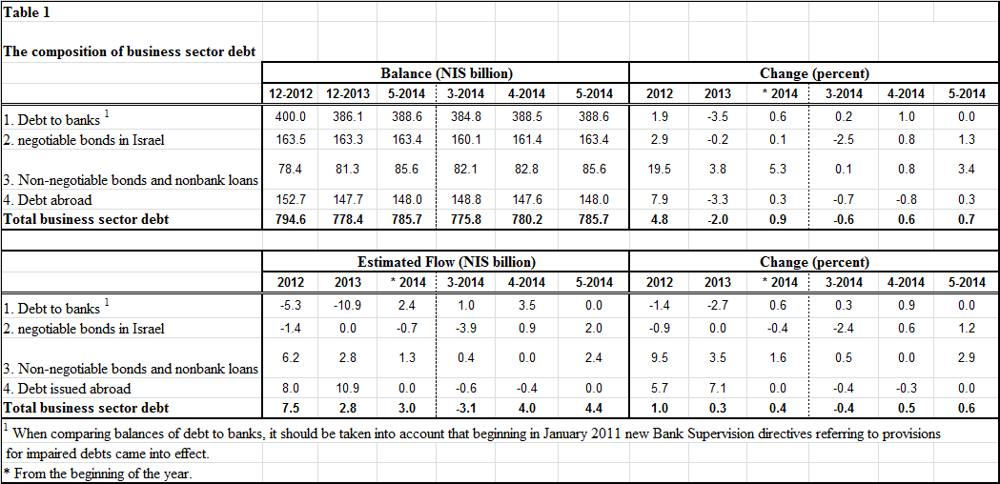 Table 1
The composition of business sector debt
Balance (NIS billion) Change (percent)
12-2012 12-2013 5-2014 3-2014 4-2014 5-2014 2012 2013 * 2014 3-2014 4-2014 5-2014
1. Debt to banks 1 400.0 386.1 388.6 384.8 388.5 388.6 1.9 -3.5 0.6 0.2 1.0 0.0
2. negotiable bonds in Israel 163.5 163.3 163.4 160.1 161.4 163.4 2.9 -0.2 0.1 -2.5 0.8 1.3
3. Non-negotiable bonds and nonbank loans 78.4 81.3 85.6 82.1 82.8 85.6 19.5 3.8 5.3 0.1 0.8 3.4
4. Debt abroad 152.7 147.7 148.0 148.8 147.6 148.0 7.9 -3.3 0.3 -0.7 -0.8 0.3
Total business sector debt 794.6 778.4 785.7 775.8 780.2 785.7 4.8 -2.0 0.9 -0.6 0.6 0.7
Estimated Flow (NIS billion) Change (percent)
2012 2013 * 2014 3-2014 4-2014 5-2014 2012 2013 * 2014 3-2014 4-2014 5-2014
1. Debt to banks 1 -5.3 -10.9 2.4 1.0 3.5 0.0 -1.4 -2.7 0.6 0.3 0.9 0.0
2. negotiable bonds in Israel -1.4 0.0 -0.7 -3.9 0.9 2.0 -0.9 0.0 -0.4 -2.4 0.6 1.2
3. Non-negotiable bonds and nonbank loans 6.2 2.8 1.3 0.4 0.0 2.4 9.5 3.5 1.6 0.5 0.0 2.9
4. Debt issued abroad 8.0 10.9 0.0 -0.6 -0.4 0.0 5.7 7.1 0.0 -0.4 -0.3 0.0
Total business sector debt 7.5 2.8 3.0 -3.1 4.0 4.4 1.0 0.3 0.4 -0.4 0.5 0.6
1 When comparing balances of debt to banks, it should be taken into account that beginning in January 2011 new Bank Supervision directives referring to provisions
for impaired debts came into effect.
* From the beginning of the year.